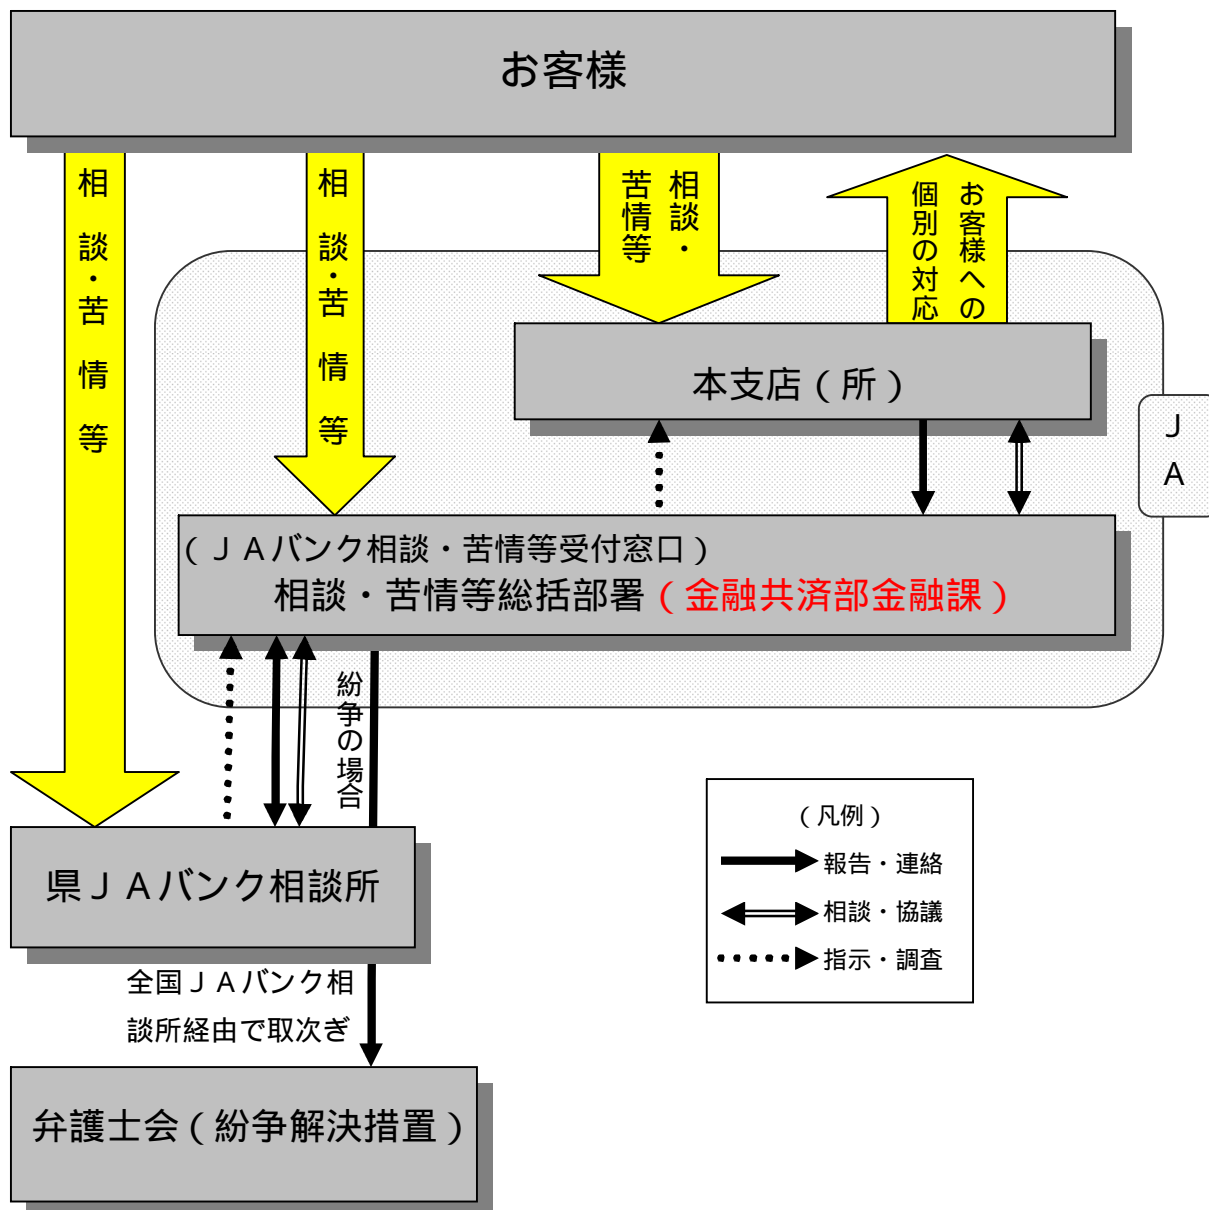 お客様
相談・苦情等
相談・苦情等
相談・
苦情等
お客様への
個別の対応
本支店（所）
ＪＡ
（ＪＡバンク相談・苦情等受付窓口）
相談・苦情等総括部署（金融共済部金融課）
紛争の場合
（凡例）
報告・連絡
相談・協議
指示・調査
県ＪＡバンク相談所
全国ＪＡバンク相
談所経由で取次ぎ
弁護士会（紛争解決措置）